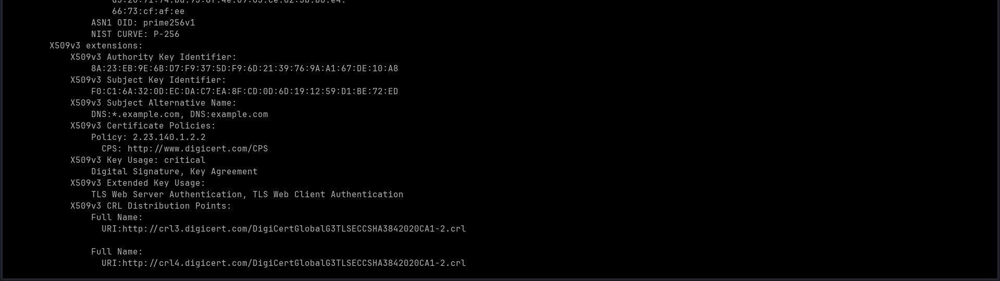 66:73:cf:af:ee
ASN1 OID: prime256v1
NIST CURVE: P-256
X509v3 extensions:
X509v3 Authority Key Identifier:
8A:23:EB:9E:6B:D7:F9:37:5D:F9:6D:21:39:76:9A:A1:67:DE:10:A8
X509v3 Subject Key Identifier:
F0:C1:6A:32:0D:EC:DA:C7:EA:8F:CD:0D:6D:19:12:59:D1:BE:72:ED
X509v3 Subject Alternative Name:
DNS:*.example.com, DNS:example.com
X509v3 Certificate Policies:
Policy: 2.23.140.1.2.2
CPS: http://www.digicert.com/CPS
X509v3 Key Usage: critical
Digital Signature, Key Agreement
X509v3 Extended Key Usage:
TLS Web Server Authentication, TLS Web Client Authentication
X509v3 CRL Distribution Points:
Full Name:
URI:http://crl3.digicert.com/DigiCertGlobalG3TLSECCSHA3842020CA1-2.crl
Full Name:
URI:http://crl4.digicert.com/DigiCertGlobalG3TLSECCSHA3842020CA1-2.crl